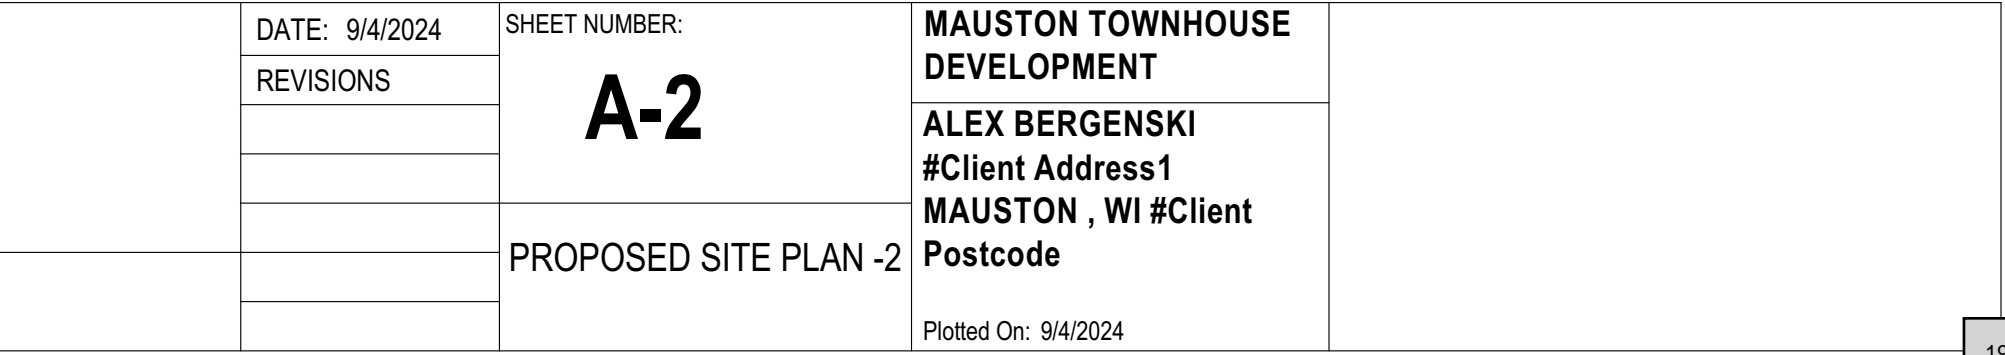 DATE: 9/4/2024
REVISIONS
SHEET NUMBER:
A-2
PROPOSED SITE PLAN -2
MAUSTON TOWNHOUSE
DEVELOPMENT
ALEX BERGENSKI
#Client Address1
MAUSTON , WI #Client
Postcode
Plotted On: 9/4/2024